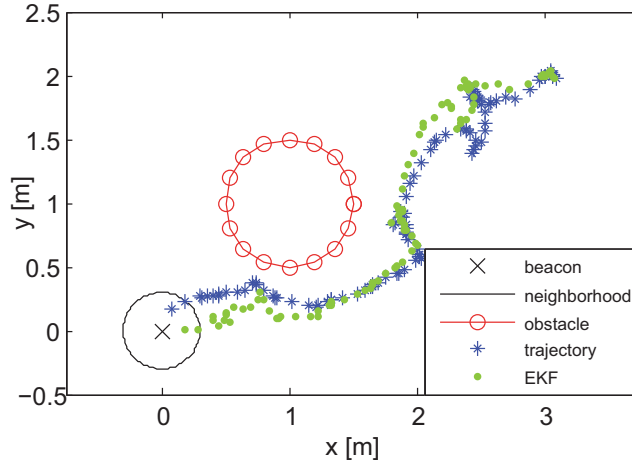 2.5
2
1.5
1
0.5
0
−0.5
y [m]
0 1 2 3
x [m]
beacon
neighborhood
obstacle
trajectory
EKF